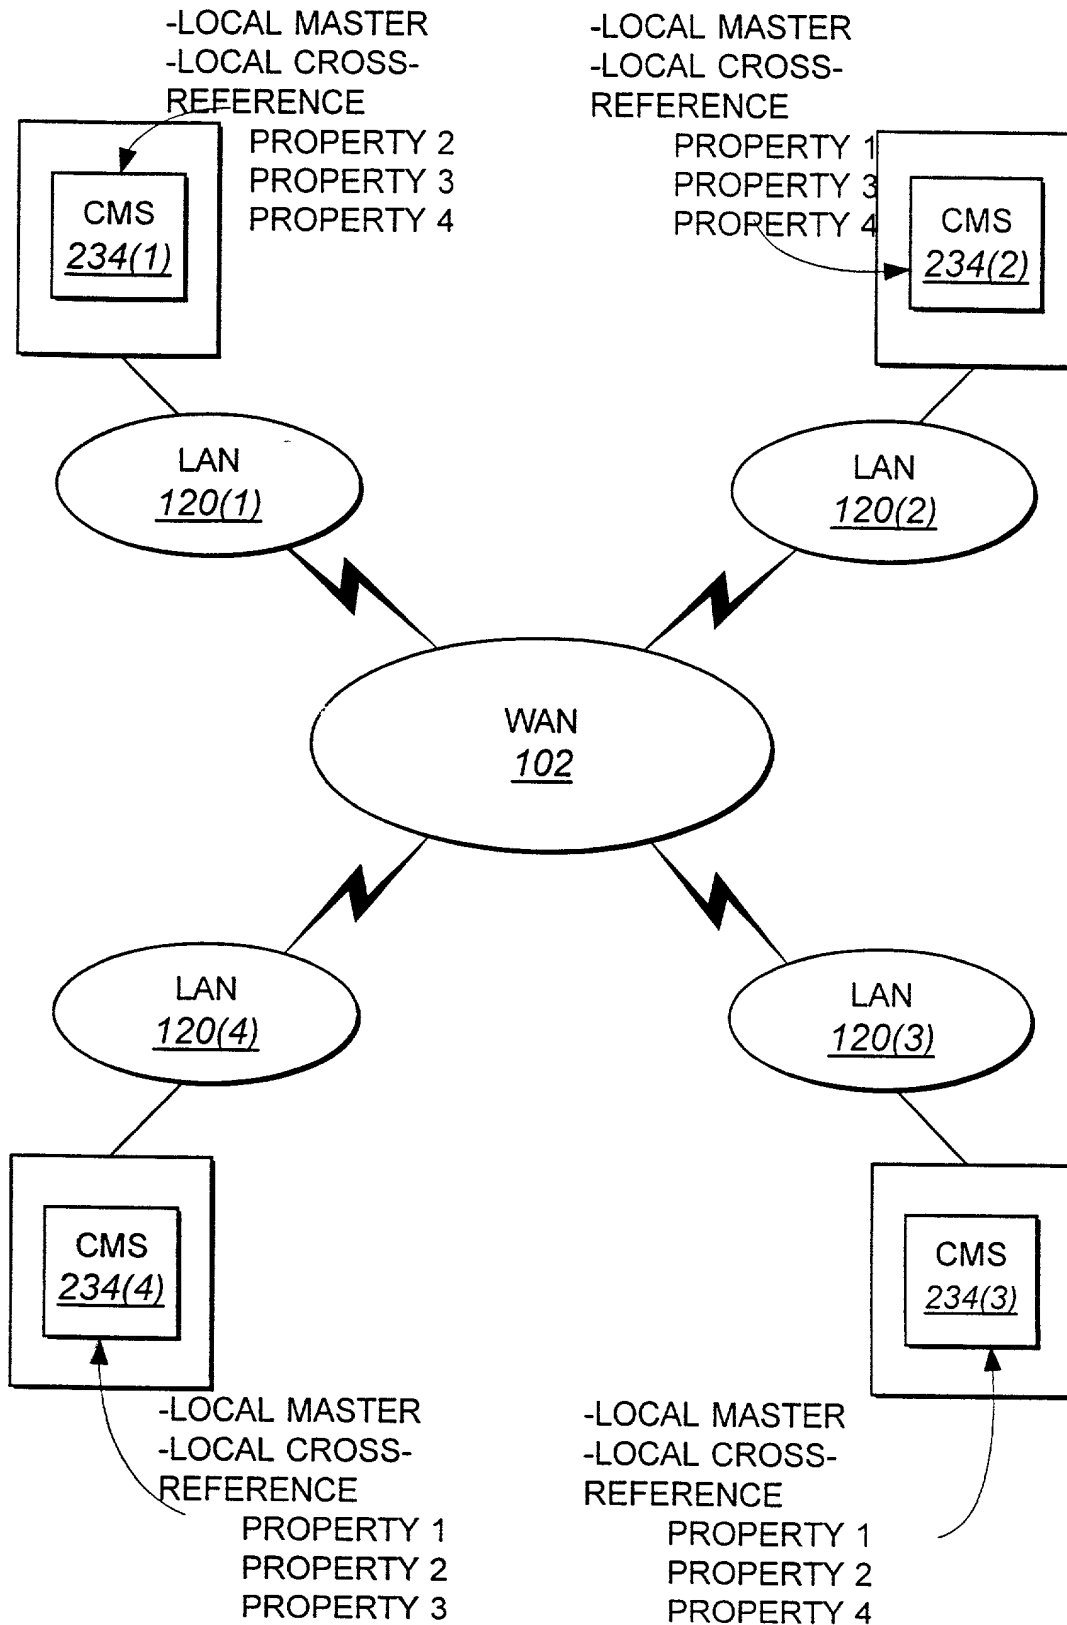 -LOCAL MASTER
-LOCAL CROSS-
REFERENCE
PROPERTY 2
PROPERTY 3
PROPERTY 4
CMS
234(1)
-LOCAL MASTER
-LOCAL CROSS-
REFERENCE
PROPERTY 1
PROPERTY 3
PROPERTY 4
CMS
234(2)
LAN
120(1)
LAN
120(2)
WAN
102
LAN
120(4)
LAN
120(3)
CMS
234(4)
CMS
234(3)
-LOCAL MASTER
-LOCAL CROSS-
REFERENCE
PROPERTY 1
PROPERTY 2
PROPERTY 3
-LOCAL MASTER
-LOCAL CROSS-
REFERENCE
PROPERTY 1
PROPERTY 2
PROPERTY 4